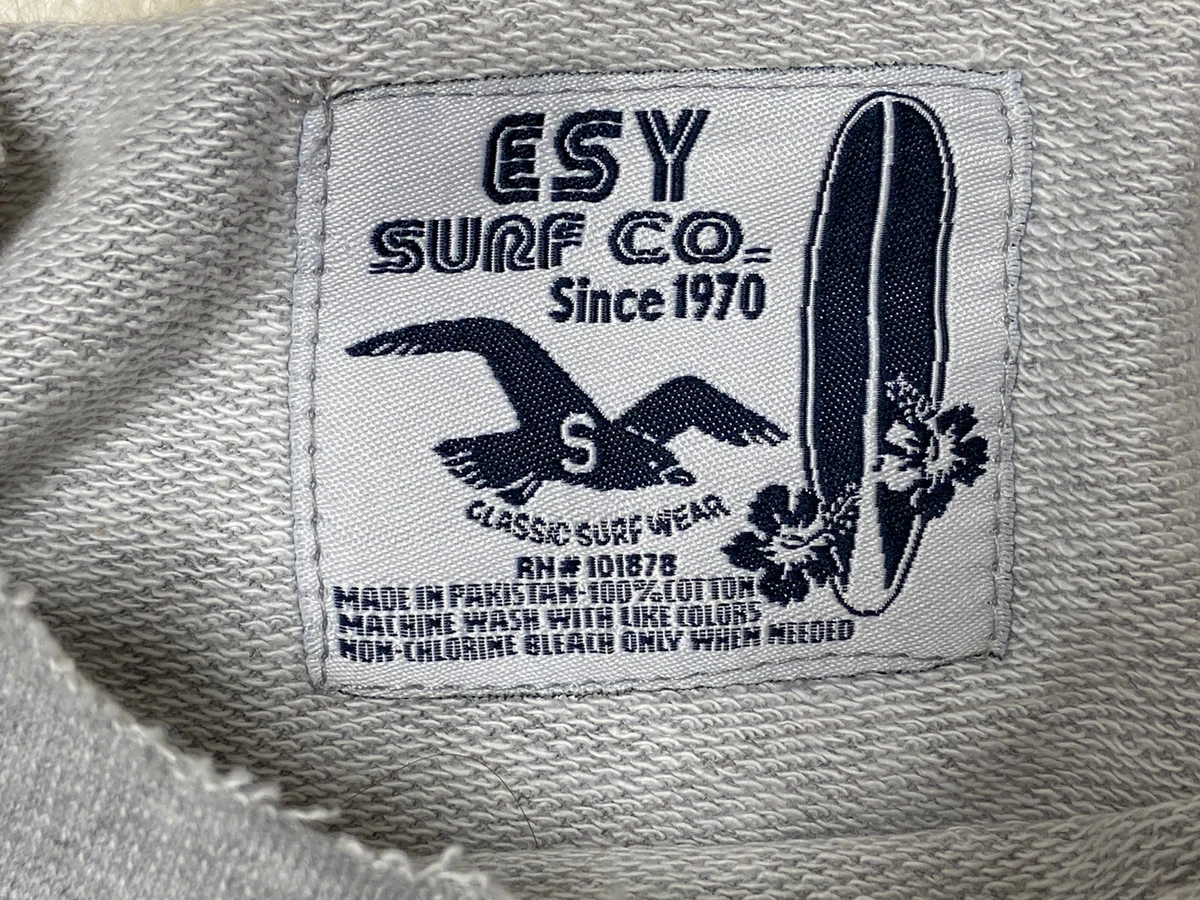 ESY
SURF CO.
Since 1970
S
CLASSIC SURF WEAR
RN# 101878
MADE IN PAKISTAN-100% COTTON
MACHINE WASH WITH LIKE COLORS
NON-CHLORINE BLEACH ONLY WHEN NEEDED